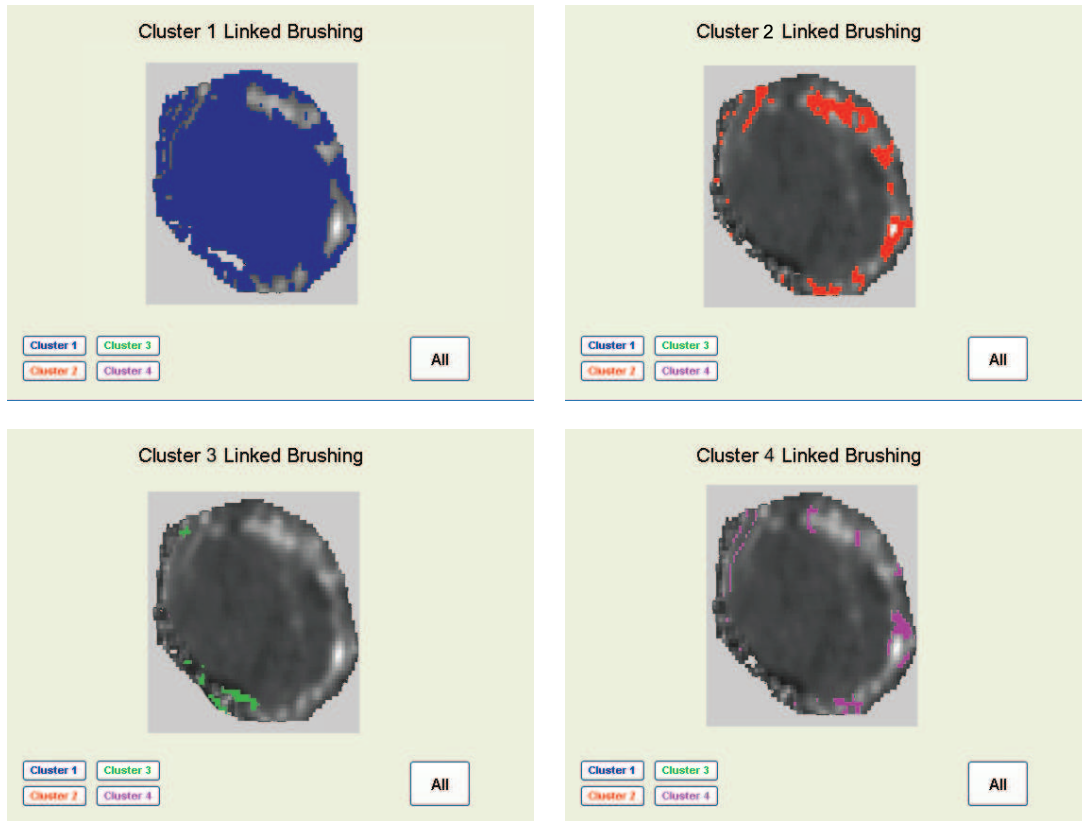 Cluster 1 Linked Brushing
Cluster 1 Cluster 3
Cluster 2 Cluster 4
All
Cluster 2 Linked Brushing
Cluster 1 Cluster 3
Cluster 2 Cluster 4
All
Cluster 3 Linked Brushing
Cluster 1 Cluster 3
Cluster 2 Cluster 4
All
Cluster 4 Linked Brushing
Cluster 1 Cluster 3
Cluster 2 Cluster 4
All